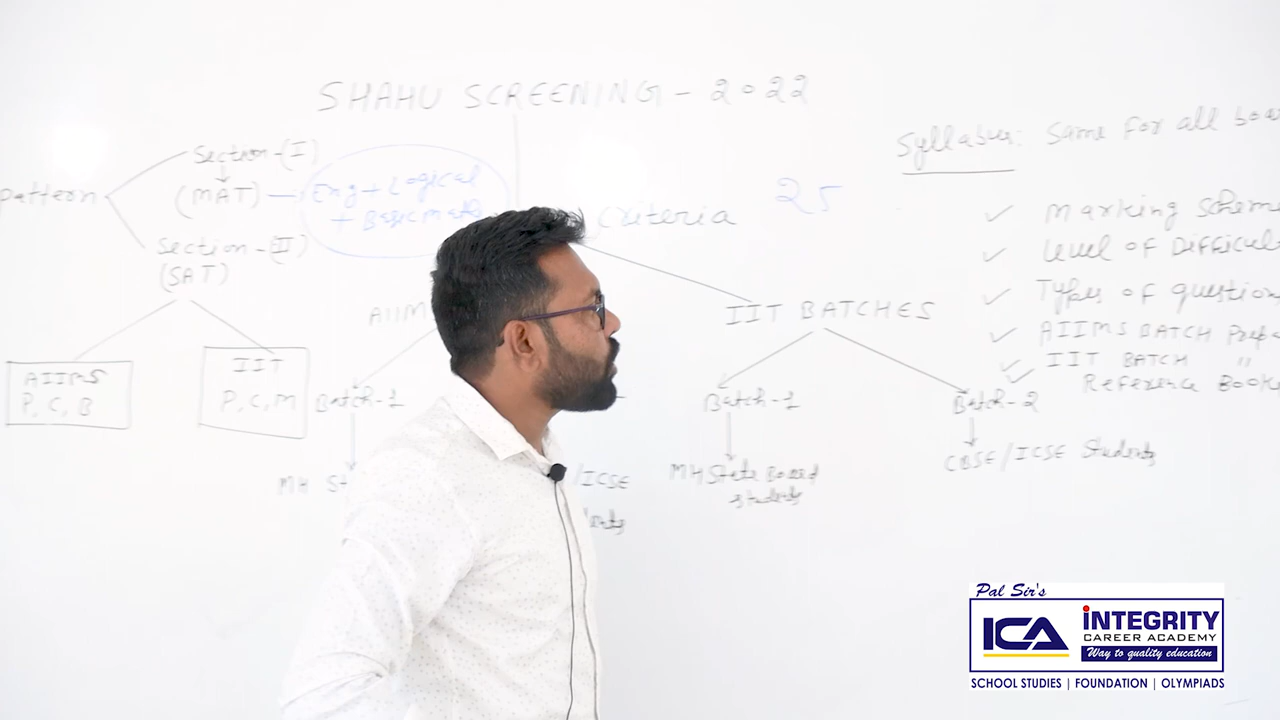 SHAHU SCREENING - 2022
Pattern
Section-(I)
(MAT)
Eng + Logical
+ Basic
Section-(II)
(SAT)
AIIMS
P, C, B
IIT
P, C, M
Criteria
25
AIIM
Batch-1
MH St
/ICSE
IIT BATCHES
Batch-1
MH State Board
students
Batch-2
CBSE/ICSE Students
Syllabus: Same for all boa
✓ Marking Scheme
✓ Level of Difficul
✓ Types of question
✓ AIIMS BATCH Prep
✓ IIT BATCH "
✓ Reference Book
Pal Sir's
ICA
iNTEGRITY
CAREER ACADEMY
Way to quality education
SCHOOL STUDIES | FOUNDATION | OLYMPIADS